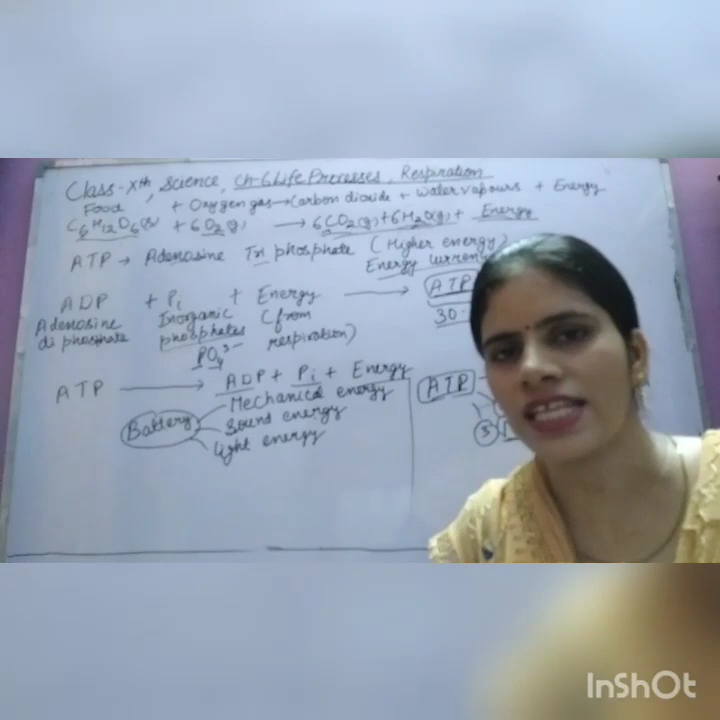 Class-Xth Science, Ch-6 Life Processes, Respiration
Food + Oxygen gas → Carbon dioxide + Water vapours + Energy
C6H12O6(s) + 6O2(g) → 6CO2(g) + 6H2O(g) + Energy
ATP → Adenosine Tri phosphate (Higher energy)
Energy
ADP + Pi + Energy → ATP
Adenosine Inorganic (from 30.
di phosphate phosphates respiration)
PO4 3-
ATP → ADP + Pi + Energy
ATP
Mechanical energy
Battery Sound energy
3
light energy
InShOt